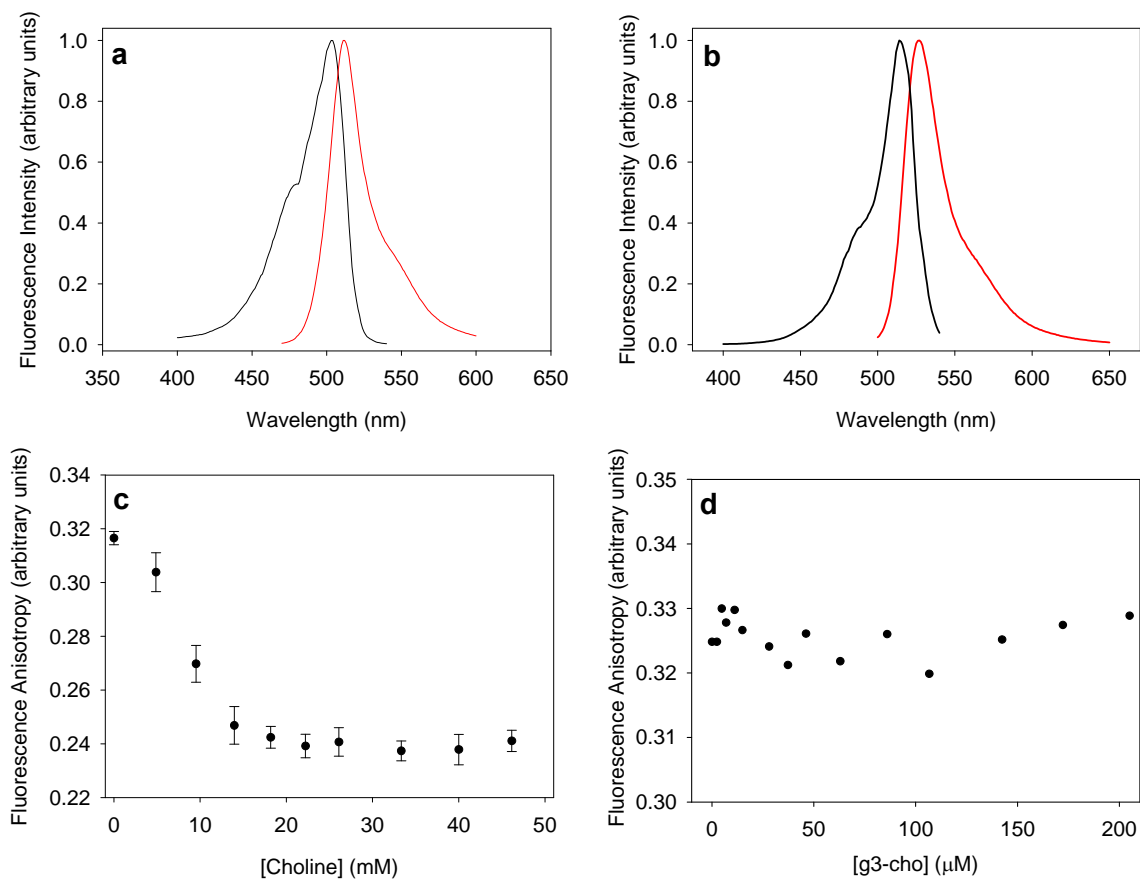 a
Fluorescence Intensity (arbitrary units)
1.0
0.8
0.6
0.4
0.2
0.0
350 400 450 500 550 600 650
Wavelength (nm)
b
Fluorescence Intensity (arbitray units)
1.0
0.8
0.6
0.4
0.2
0.0
400 450 500 550 600 650
Wavelength (nm)
c
Fluorescence Anisotropy (arbitrary units)
0.34
0.32
0.30
0.28
0.26
0.24
0.22
0 10 20 30 40 50
[Choline] (mM)
d
Fluorescence Anisotropy (arbitrary units)
0.35
0.34
0.33
0.32
0.31
0.30
0 50 100 150 200
[g3-cho] (μM)